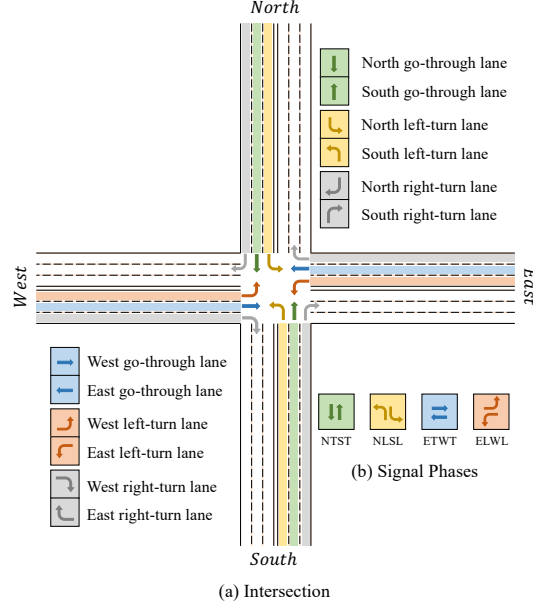 North
North go-through lane
South go-through lane
North left-turn lane
South left-turn lane
North right-turn lane
South right-turn lane
West
East
West go-through lane
East go-through lane
West left-turn lane
East left-turn lane
West right-turn lane
East right-turn lane
NTST
NLSL
ETWT
ELWL
(b) Signal Phases
South
(a) Intersection